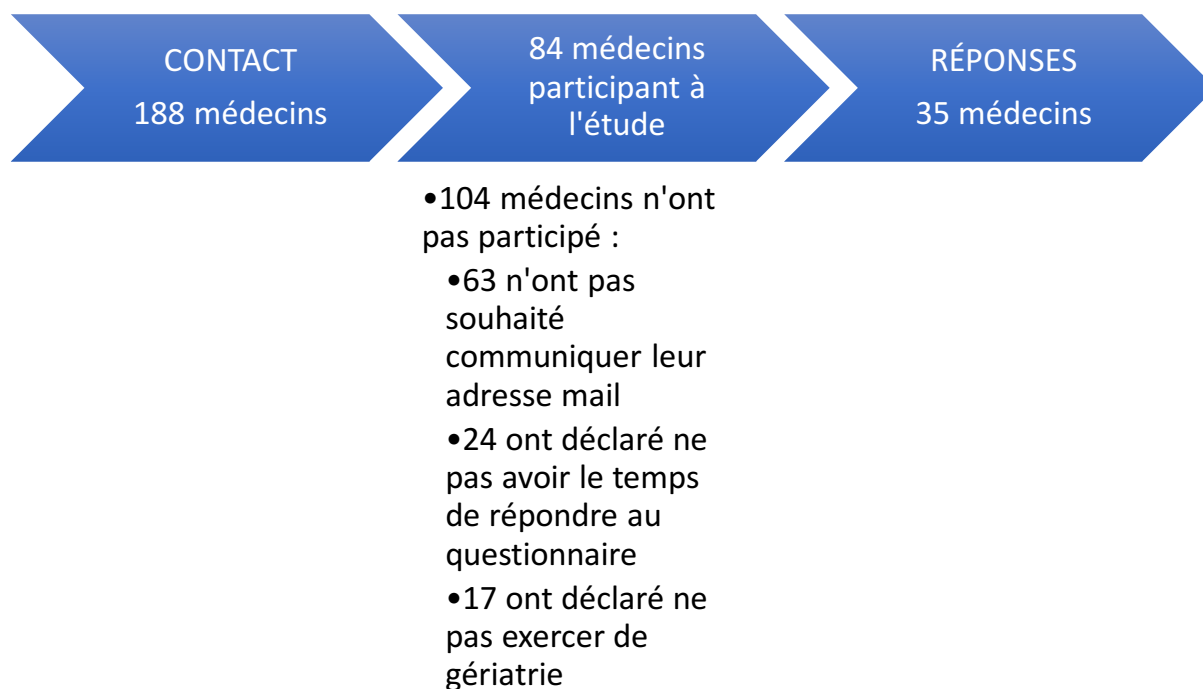 CONTACT
188 médecins
84 médecins
participant à
l'étude
RÉPONSES
35 médecins
•104 médecins n'ont
pas participé :
•63 n'ont pas
souhaité
communiquer leur
adresse mail
•24 ont déclaré ne
pas avoir le temps
de répondre au
questionnaire
•17 ont déclaré ne
pas exercer de
gériatrie